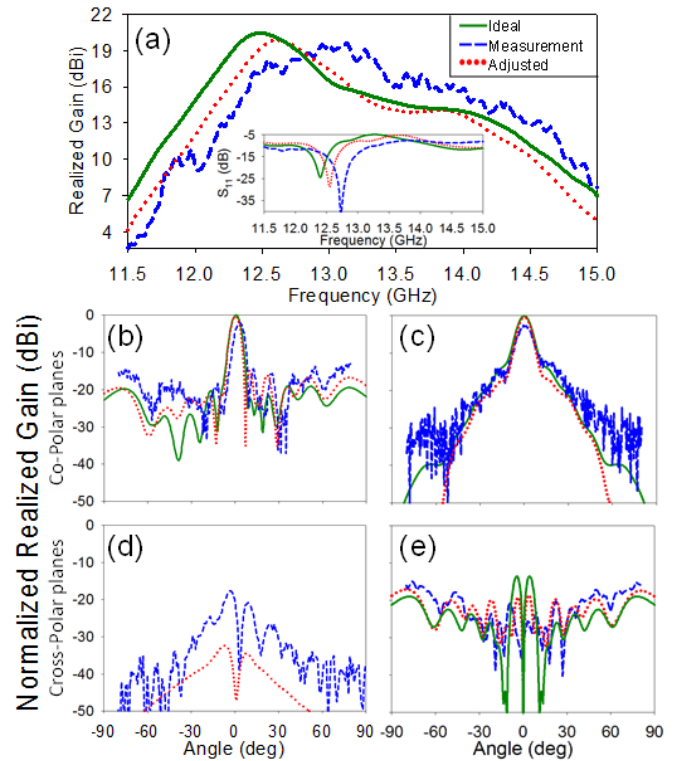 (a)
Realized Gain (dBi)
22
19
16
13
10
7
4
Ideal
Measurement
Adjusted
S11 (dB)
-5
-15
-25
-35
11.5 12.0 12.5 13.0 13.5 14.0 14.5 15.0
Frequency (GHz)
11.5 12.0 12.5 13.0 13.5 14.0 14.5 15.0
Frequency (GHz)
Normalized Realized Gain (dBi)
Co-Polar planes
Cross-Polar planes
(b)
0
-10
-20
-30
-40
-50
(c)
(d)
0
-10
-20
-30
-40
-50
-90 -60 -30 0 30 60 90
Angle (deg)
(e)
-90 -60 -30 0 30 60 90
Angle (deg)